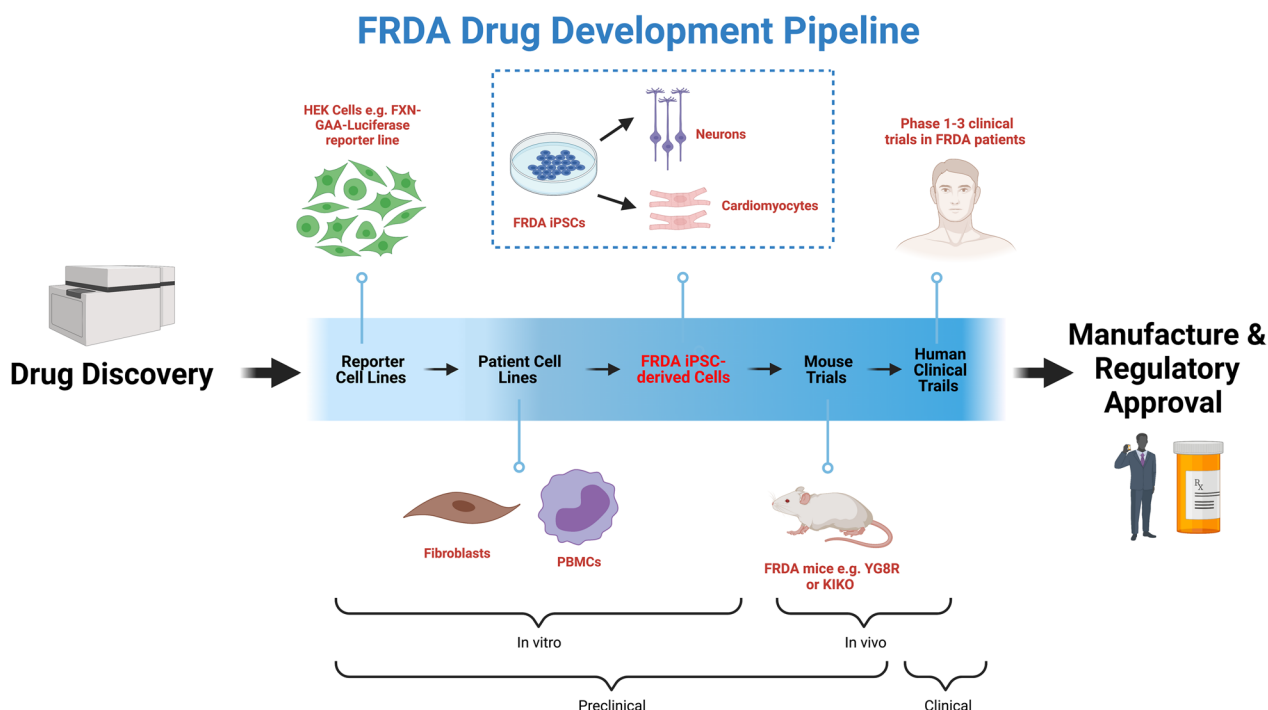 FRDA Drug Development Pipeline
HEK Cells e.g. FXN-
GAA-Luciferase
reporter line
Neurons
FRDA iPSCs
Cardiomyocytes
Phase 1-3 clinical
trials in FRDA patients
Drug Discovery
Reporter
Cell Lines
Patient Cell
Lines
FRDA iPSC-
derived Cells
Mouse
Trials
Human
Clinical
Trails
Manufacture &
Regulatory
Approval
Fibroblasts
PBMCs
FRDA mice e.g. YG8R
or KIKO
Rx
In vitro
In vivo
Preclinical
Clinical